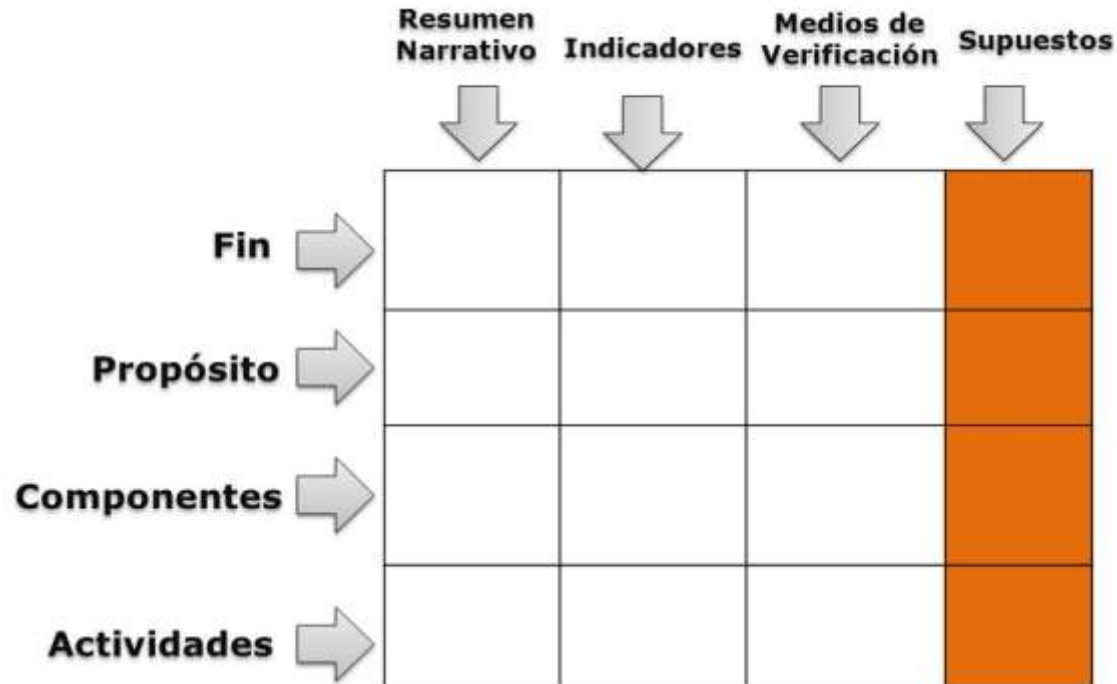 Resumen
Narrativo
Indicadores
Medios de
Verificación
Supuestos
Fin
Propósito
Componentes
Actividades